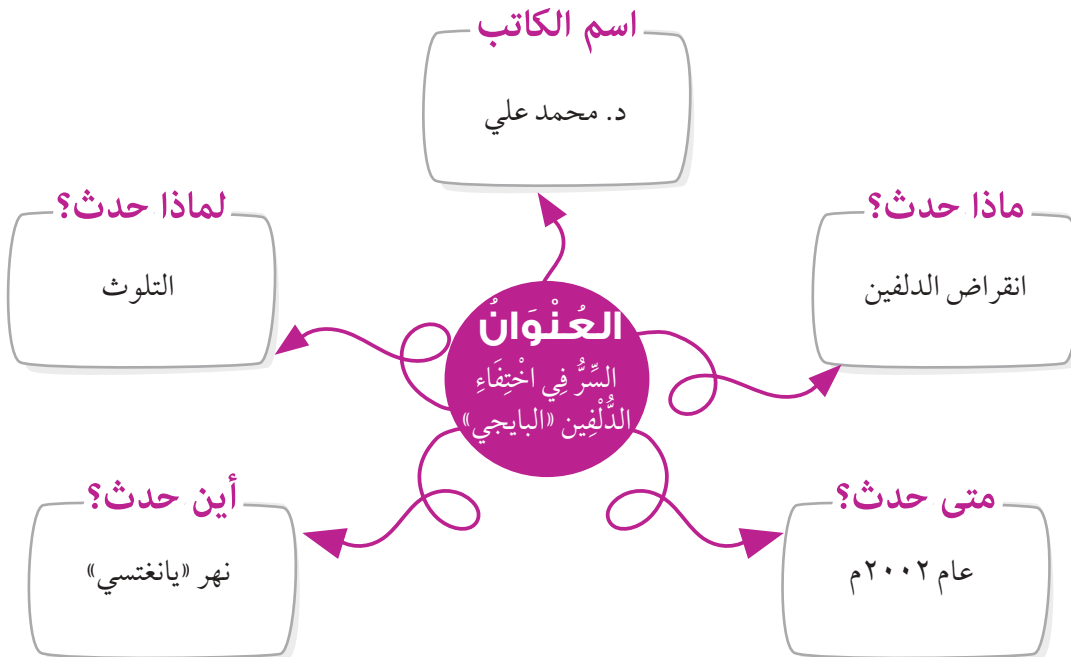 اسم الكاتب
د. محمد علي
ماذا حدث؟
انقراض الدلفين
لماذا حدث؟
التلوث
العُنْوَانُ
السِّرُّ فِي اخْتِفَاءِ
الدُّلْفِين «البايجي»
متى حدث؟
عام ٢٠٠٢م
أين حدث؟
نهر «يانغتسي»